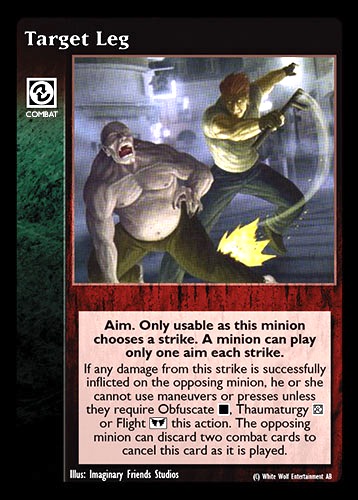 Target Leg
COMBAT
Aim. Only usable as this minion
chooses a strike. A minion can play
only one aim each strike.
If any damage from this strike is successfully
inflicted on the opposing minion, he or she
cannot use maneuvers or presses unless
they require Obfuscate, Thaumaturgy
or Flight this action. The opposing
minion can discard two combat cards to
cancel this card as it is played.
Illus: Imaginary Friends Studios
(C) White Wolf Entertainment AB